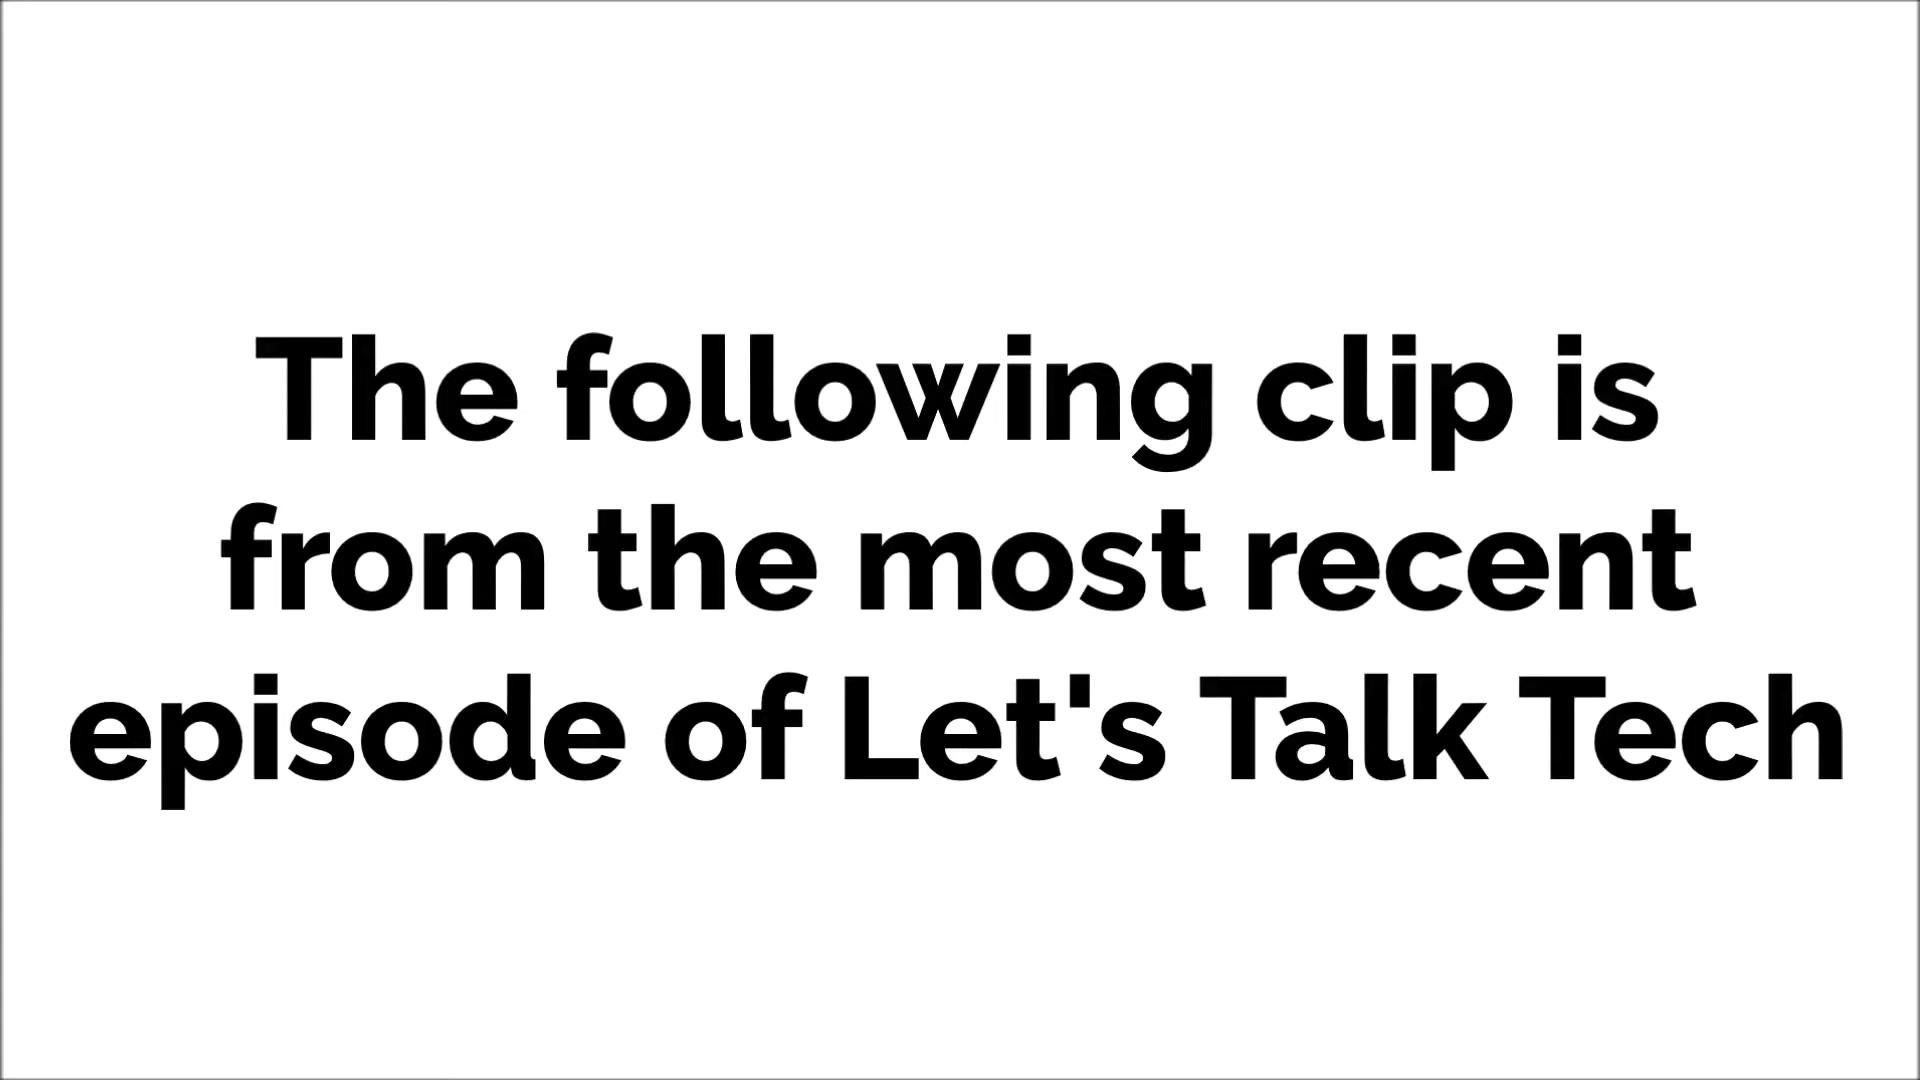 The following clip is
from the most recent
episode of Let's Talk Tech